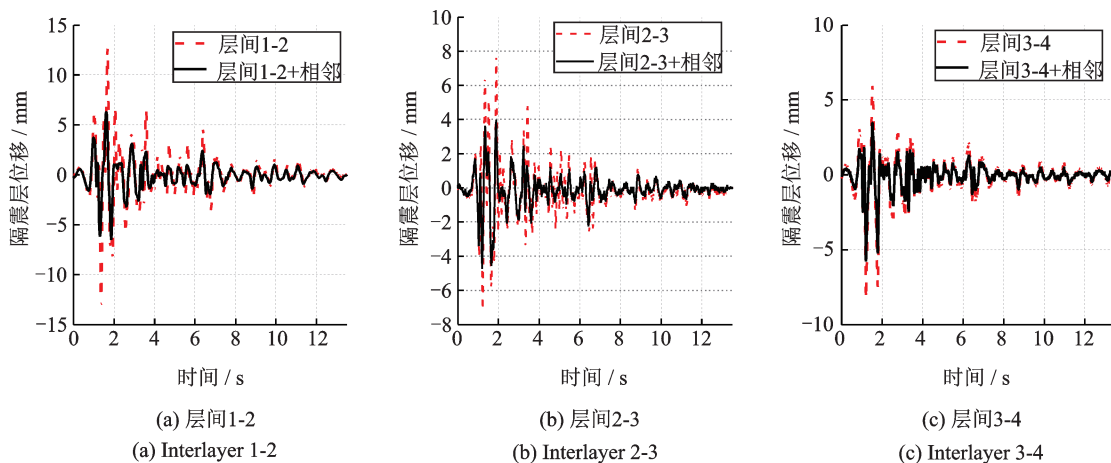 15
10
5
0
−5
−10
−15
隔震层位移 / mm
层间1-2
层间1-2+相邻
0 2 4 6 8 10 12
时间 / s
(a) 层间1-2
(a) Interlayer 1-2
10
8
6
4
2
0
−2
−4
−6
−8
隔震层位移 / mm
层间2-3
层间2-3+相邻
0 2 4 6 8 10 12
时间 / s
(b) 层间2-3
(b) Interlayer 2-3
10
5
0
−5
−10
隔震层位移 / mm
层间3-4
层间3-4+相邻
0 2 4 6 8 10 12
时间 / s
(c) 层间3-4
(c) Interlayer 3-4